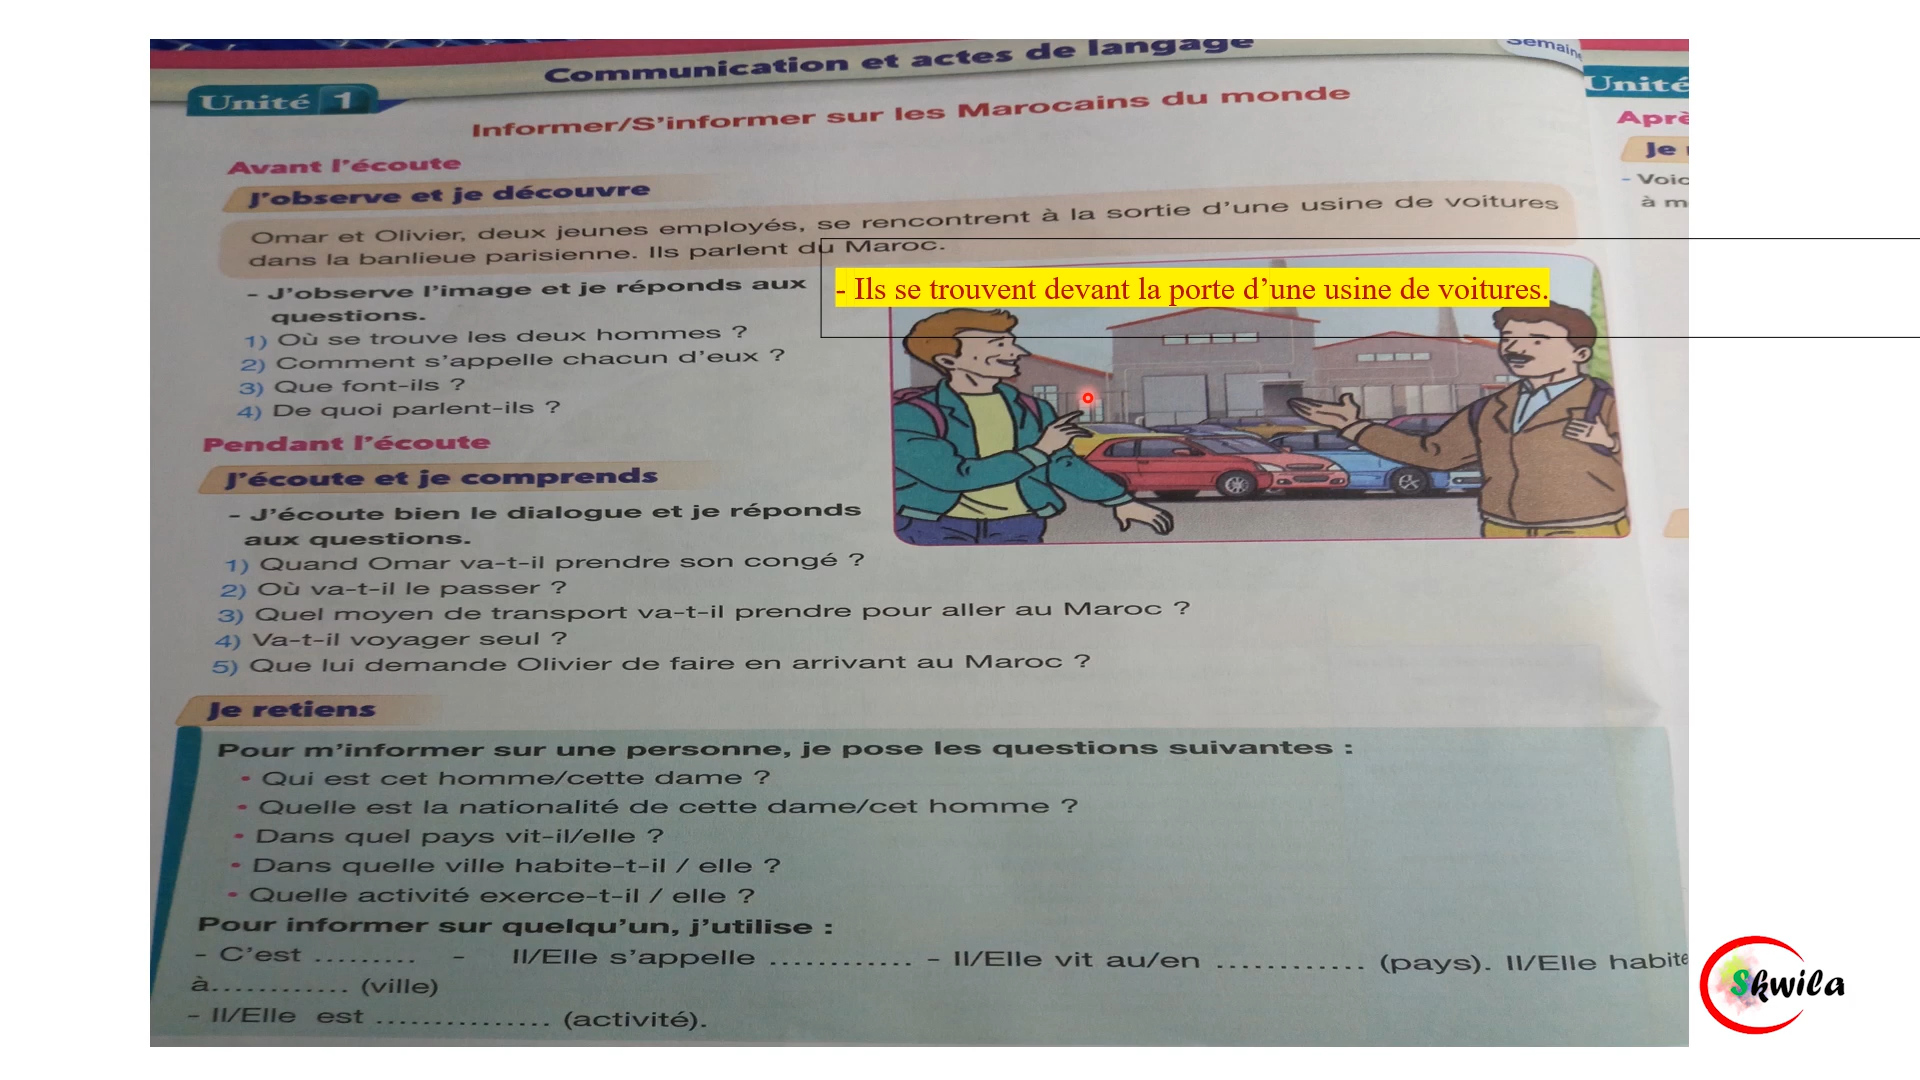 Communication et actes de langage
Semaine
Unité 1
Unité
Informer/S'informer sur les Marocains du monde
Avant l'écoute
J'observe et je découvre
Omar et Olivier, deux jeunes employés, se rencontrent à la sortie d'une usine de voitures
dans la banlieue parisienne. Ils parlent du Maroc.
- J'observe l'image et je réponds aux
questions.
1) Où se trouve les deux hommes ?
2) Comment s'appelle chacun d'eux ?
3) Que font-ils ?
4) De quoi parlent-ils ?
- Ils se trouvent devant la porte d'une usine de voitures.
Pendant l'écoute
J'écoute et je comprends
- J'écoute bien le dialogue et je réponds
aux questions.
1) Quand Omar va-t-il prendre son congé ?
2) Où va-t-il le passer ?
3) Quel moyen de transport va-t-il prendre pour aller au Maroc ?
4) Va-t-il voyager seul ?
5) Que lui demande Olivier de faire en arrivant au Maroc ?
Je retiens
Pour m'informer sur une personne, je pose les questions suivantes :
• Qui est cet homme/cette dame ?
• Quelle est la nationalité de cette dame/cet homme ?
• Dans quel pays vit-il/elle ?
• Dans quelle ville habite-t-il / elle ?
• Quelle activité exerce-t-il / elle ?
Pour informer sur quelqu'un, j'utilise :
- C'est ......... - Il/Elle s'appelle ............ - Il/Elle vit au/en ............ (pays). Il/Elle habite
à............ (ville)
- Il/Elle est ............... (activité).
Je
- Voic
à m
Skwila